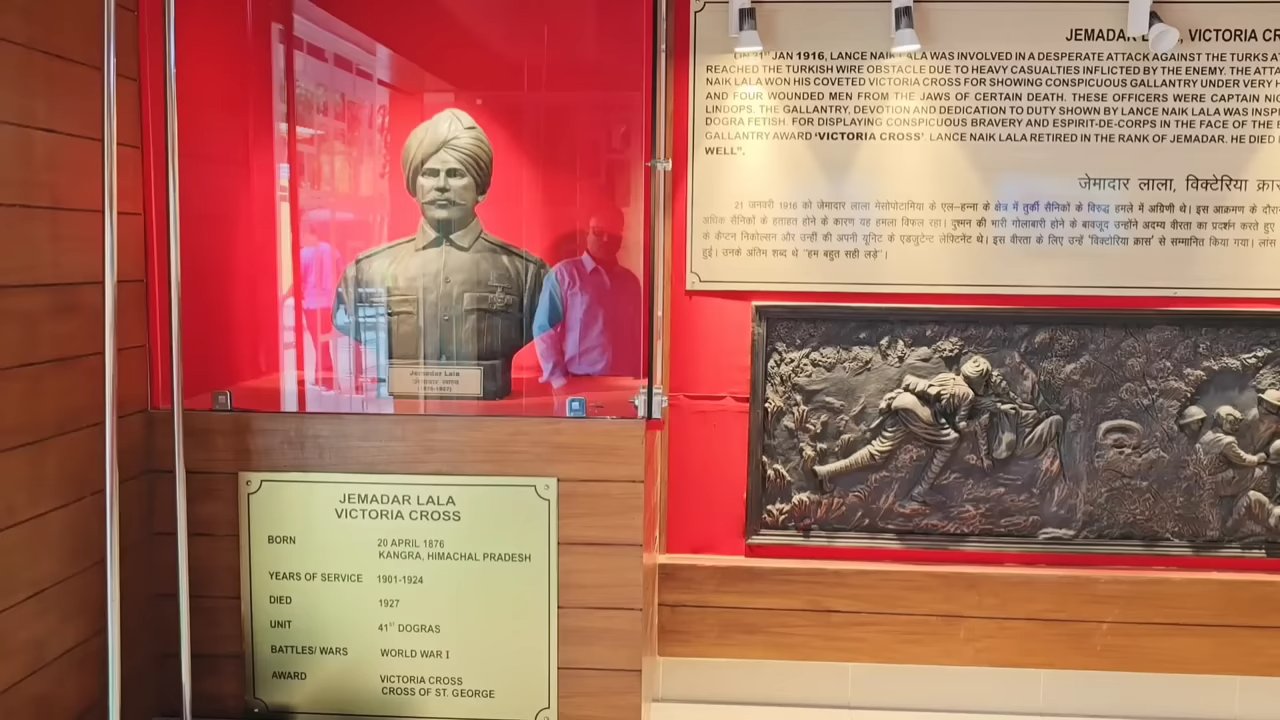 Jemadar Lala
जेमादार लाला
(1876-1927)
JEMADAR LALA
VICTORIA CROSS
BORN 20 APRIL 1876
KANGRA, HIMACHAL PRADESH
YEARS OF SERVICE 1901-1924
DIED 1927
UNIT 41ST DOGRAS
BATTLES/ WARS WORLD WAR I
AWARD VICTORIA CROSS
CROSS OF ST. GEORGE
JEMADAR VICTORIA
JAN 1916, LANCE NAIK LALA WAS INVOLVED IN A DESPERATE ATTACK AGAINST THE TURKS
REACHED THE TURKISH WIRE OBSTACLE DUE TO HEAVY CASUALTIES INFLICTED BY THE ENEMY. THE
NAIK LALA WON HIS COVETED VICTORIA CROSS FOR SHOWING CONSPICUOUS GALLANTRY UNDER VERY
AND FOUR WOUNDED MEN FROM THE JAWS OF CERTAIN DEATH. THESE OFFICERS WERE CAPTAIN
LINDOPS. THE GALLANTRY, DEVOTION AND DEDICATION TO DUTY SHOWN BY LANCE NAIK LALA WAS
DOGRA FETISH. FOR DISPLAYING CONSPICUOUS BRAVERY AND ESPIRIT-DE-CORPS IN THE FACE OF THE
GALLANTRY AWARD 'VICTORIA CROSS'. LANCE NAIK LALA RETIRED IN THE RANK OF JEMADAR. HE DIED
WELL".
जेमादार लाला, विक्टेरिया
21 जनवरी 1916 को जेमादार लाला मेसोपोटामिया के एल-हन्ना के क्षेत्र में तुर्की सैनिकों के विरुद्ध हमले में अग्रिणी थे। इस आक्रमण के
अधिक सैनिकों के हताहत होने के कारण यह हमला विफल रहा। दुश्मन की भारी गोलाबारी होने के बावजूद उन्होंने अदम्य वीरता का प्रदर्शन करते हुए
के कैप्टन निकोल्सन और उन्हीं की अपनी यूनिट के एडजुटेन्ट लेफ्टिनेंट थे। इस वीरता के लिए उन्हें 'विक्टोरिया क्रास' से सम्मानित किया गया।
हुई। उनके अंतिम शब्द थे "हम बहुत सही लड़े"।